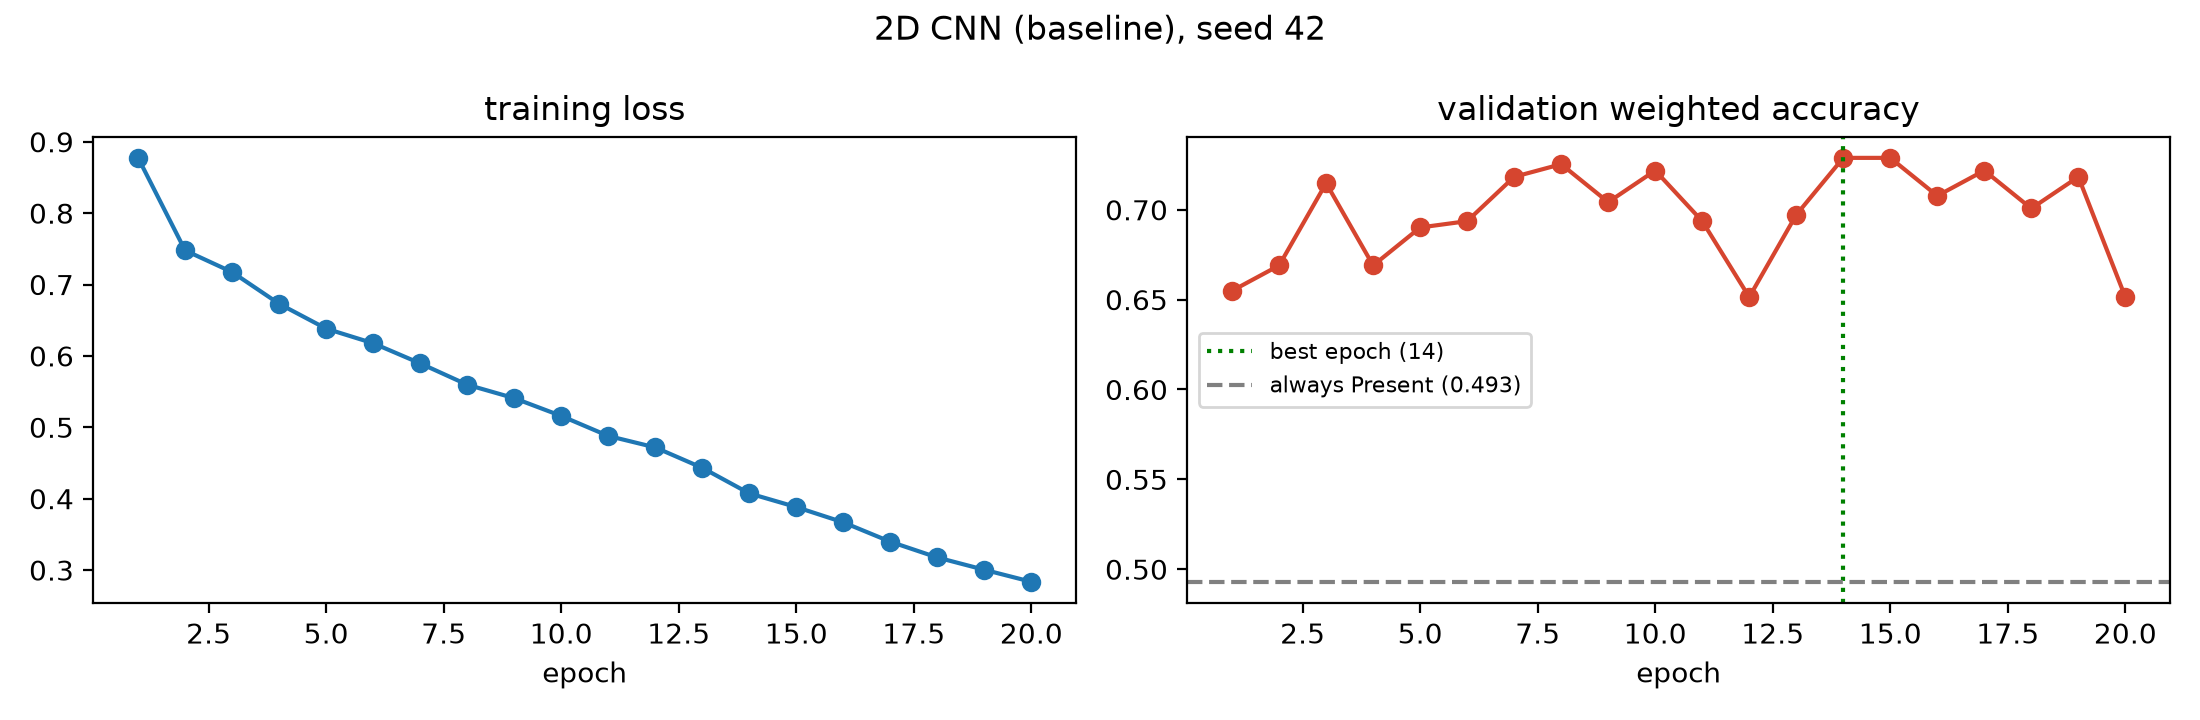 2D CNN (baseline), seed 42
training loss
0.9
0.8
0.7
0.6
0.5
0.4
0.3
2.5 5.0 7.5 10.0 12.5 15.0 17.5 20.0
epoch
validation weighted accuracy
0.70
0.65
0.60
0.55
0.50
best epoch (14)
always Present (0.493)
2.5 5.0 7.5 10.0 12.5 15.0 17.5 20.0
epoch